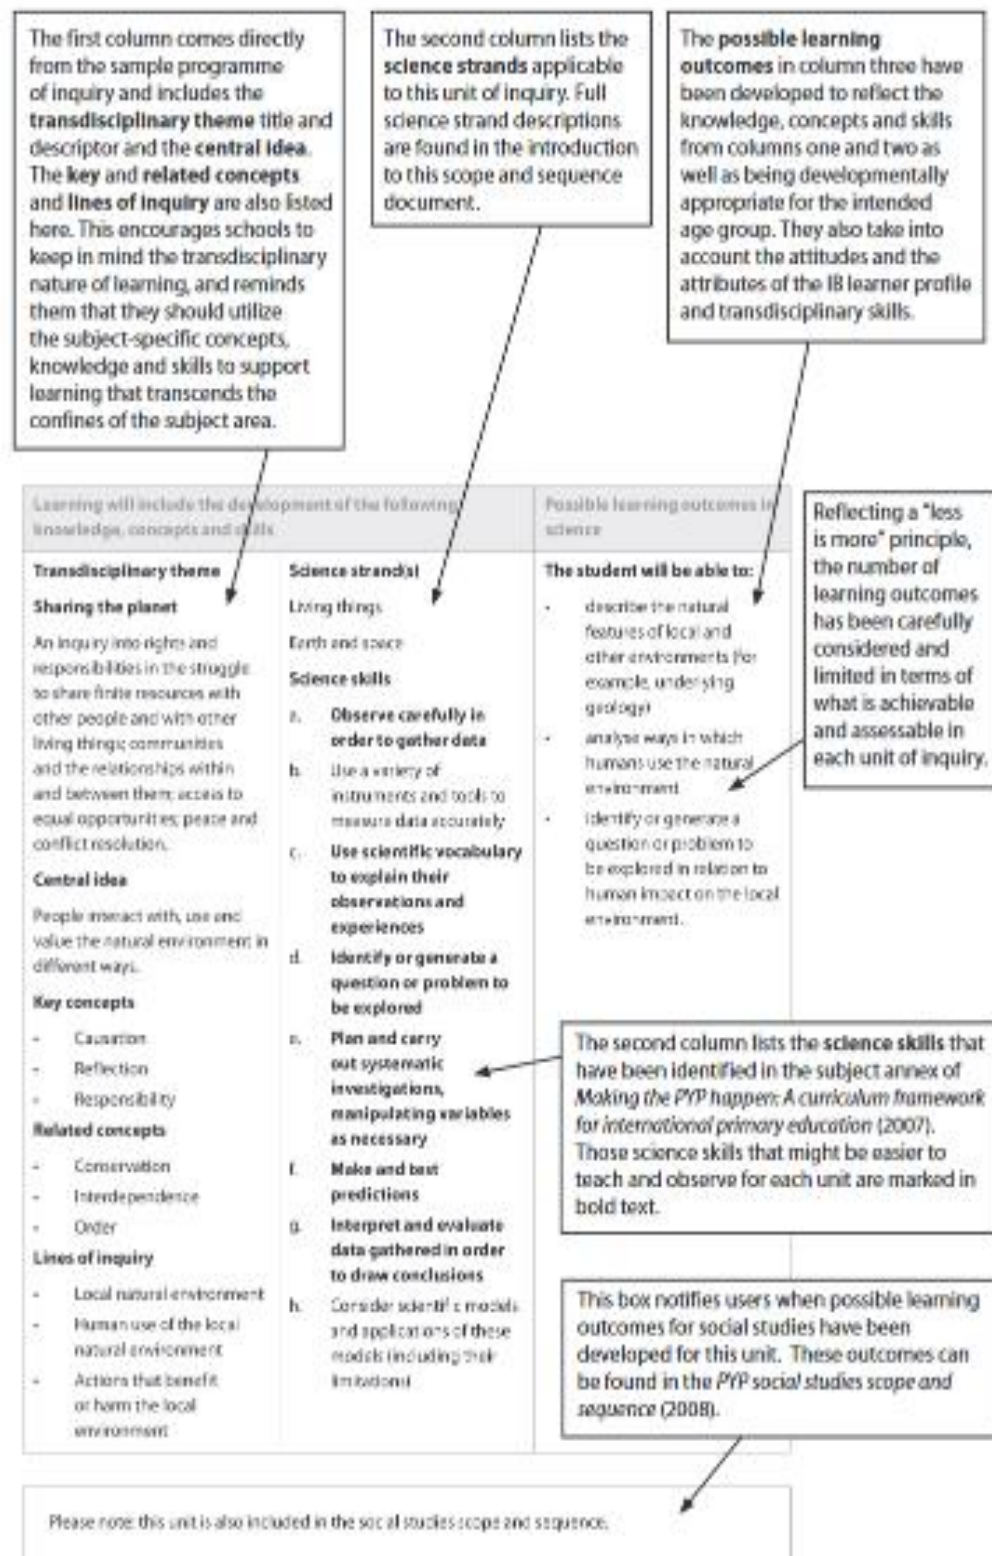 The first column comes directly
from the sample programme
of inquiry and includes the
transdisciplinary theme title and
descriptor and the central idea.
The key and related concepts
and lines of inquiry are also listed
here. This encourages schools to
keep in mind the transdisciplinary
nature of learning, and reminds
them that they should utilize
the subject-specific concepts,
knowledge and skills to support
learning that transcends the
confines of the subject area.
The second column lists the
science strands applicable
to this unit of inquiry. Full
science strand descriptions
are found in the introduction
to this scope and sequence
document.
The possible learning
outcomes in column three have
been developed to reflect the
knowledge, concepts and skills
from columns one and two as
well as being developmentally
appropriate for the intended
age group. They also take into
account the attitudes and the
attributes of the IB learner profile
and transdisciplinary skills.
Learning will include the development of the following
knowledge, concepts and skills
Possible learning outcomes in
science
Transdisciplinary theme
Sharing the planet
An inquiry into rights and
responsibilities in the struggle
to share finite resources with
other people and with other
living things; communities
and the relationships within
and between them; access to
equal opportunities; peace and
conflict resolution.
Central idea
People interact with, use and
value the natural environment in
different ways.
Key concepts
- Causation
- Reflection
- Responsibility
Related concepts
- Conservation
- Interdependence
- Order
Lines of inquiry
- Local natural environment
- Human use of the local
natural environment
- Actions that benefit
or harm the local
environment
Science strand(s)
Living things
Earth and space
Science skills
a. Observe carefully in
order to gather data
b. Use a variety of
instruments and tools to
measure data accurately
c. Use scientific vocabulary
to explain their
observations and
experiences
d. Identify or generate a
question or problem to
be explored
e. Plan and carry
out systematic
investigations,
manipulating variables
as necessary
f. Make and test
predictions
g. Interpret and evaluate
data gathered in order
to draw conclusions
h. Consider scientific models
and applications of these
models (including their
limitations)
The student will be able to:
- describe the natural
features of local and
other environments (for
example, underlying
geology)
- analyse ways in which
humans use the natural
environment
- identify or generate a
question or problem to
be explored in relation to
human impact on the local
environment.
Reflecting a "less
is more" principle,
the number of
learning outcomes
has been carefully
considered and
limited in terms of
what is achievable
and assessable in
each unit of inquiry.
The second column lists the science skills that
have been identified in the subject annex of
Making the PYP happen: A curriculum framework
for international primary education (2007).
Those science skills that might be easier to
teach and observe for each unit are marked in
bold text.
This box notifies users when possible learning
outcomes for social studies have been
developed for this unit. These outcomes can
be found in the PYP social studies scope and
sequence (2008).
Please note: this unit is also included in the social studies scope and sequence.